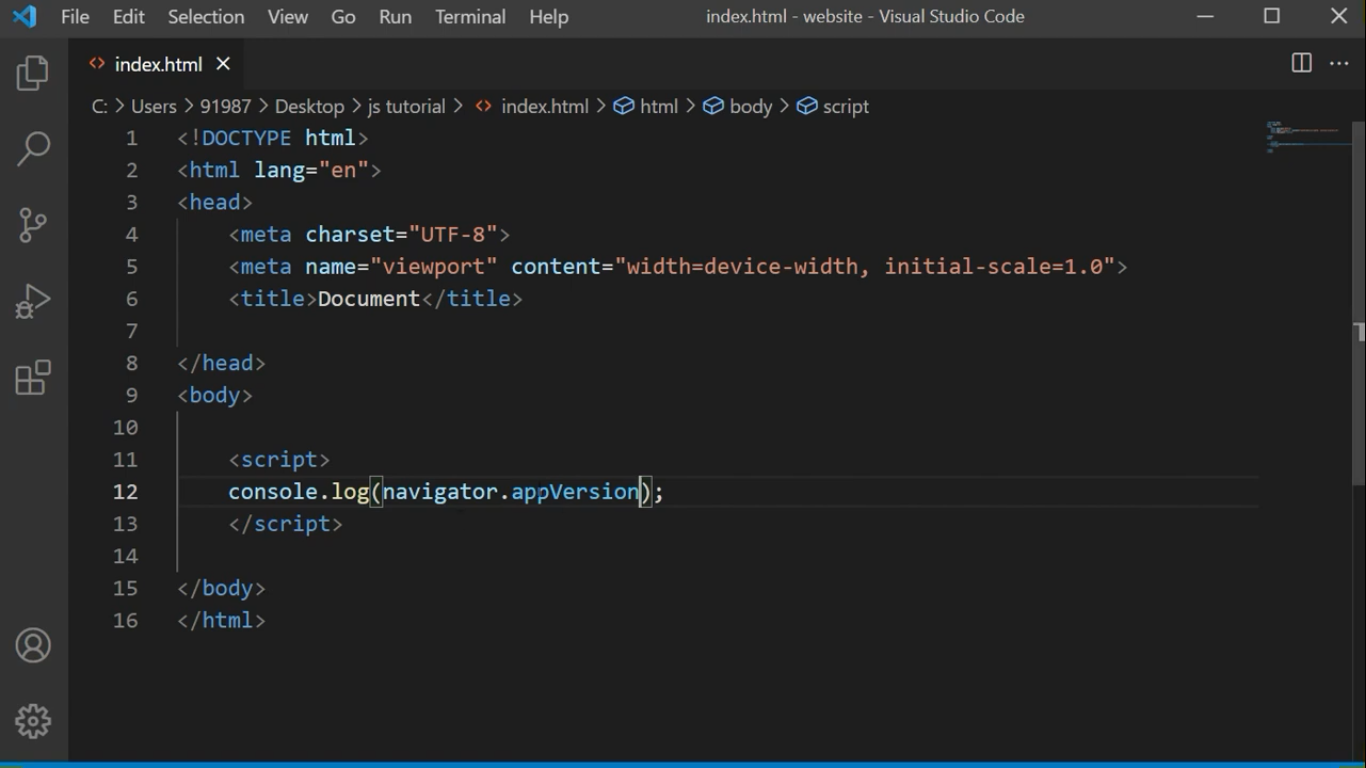 File Edit Selection View Go Run Terminal Help index.html - website - Visual Studio Code
index.html
C: > Users > 91987 > Desktop > js tutorial > index.html > html > body > script
1 <!DOCTYPE html>
2 <html lang="en">
3 <head>
4     <meta charset="UTF-8">
5     <meta name="viewport" content="width=device-width, initial-scale=1.0">
6     <title>Document</title>
7
8 </head>
9 <body>
10
11     <script>
12     console.log(navigator.appVersion);
13     </script>
14
15 </body>
16 </html>